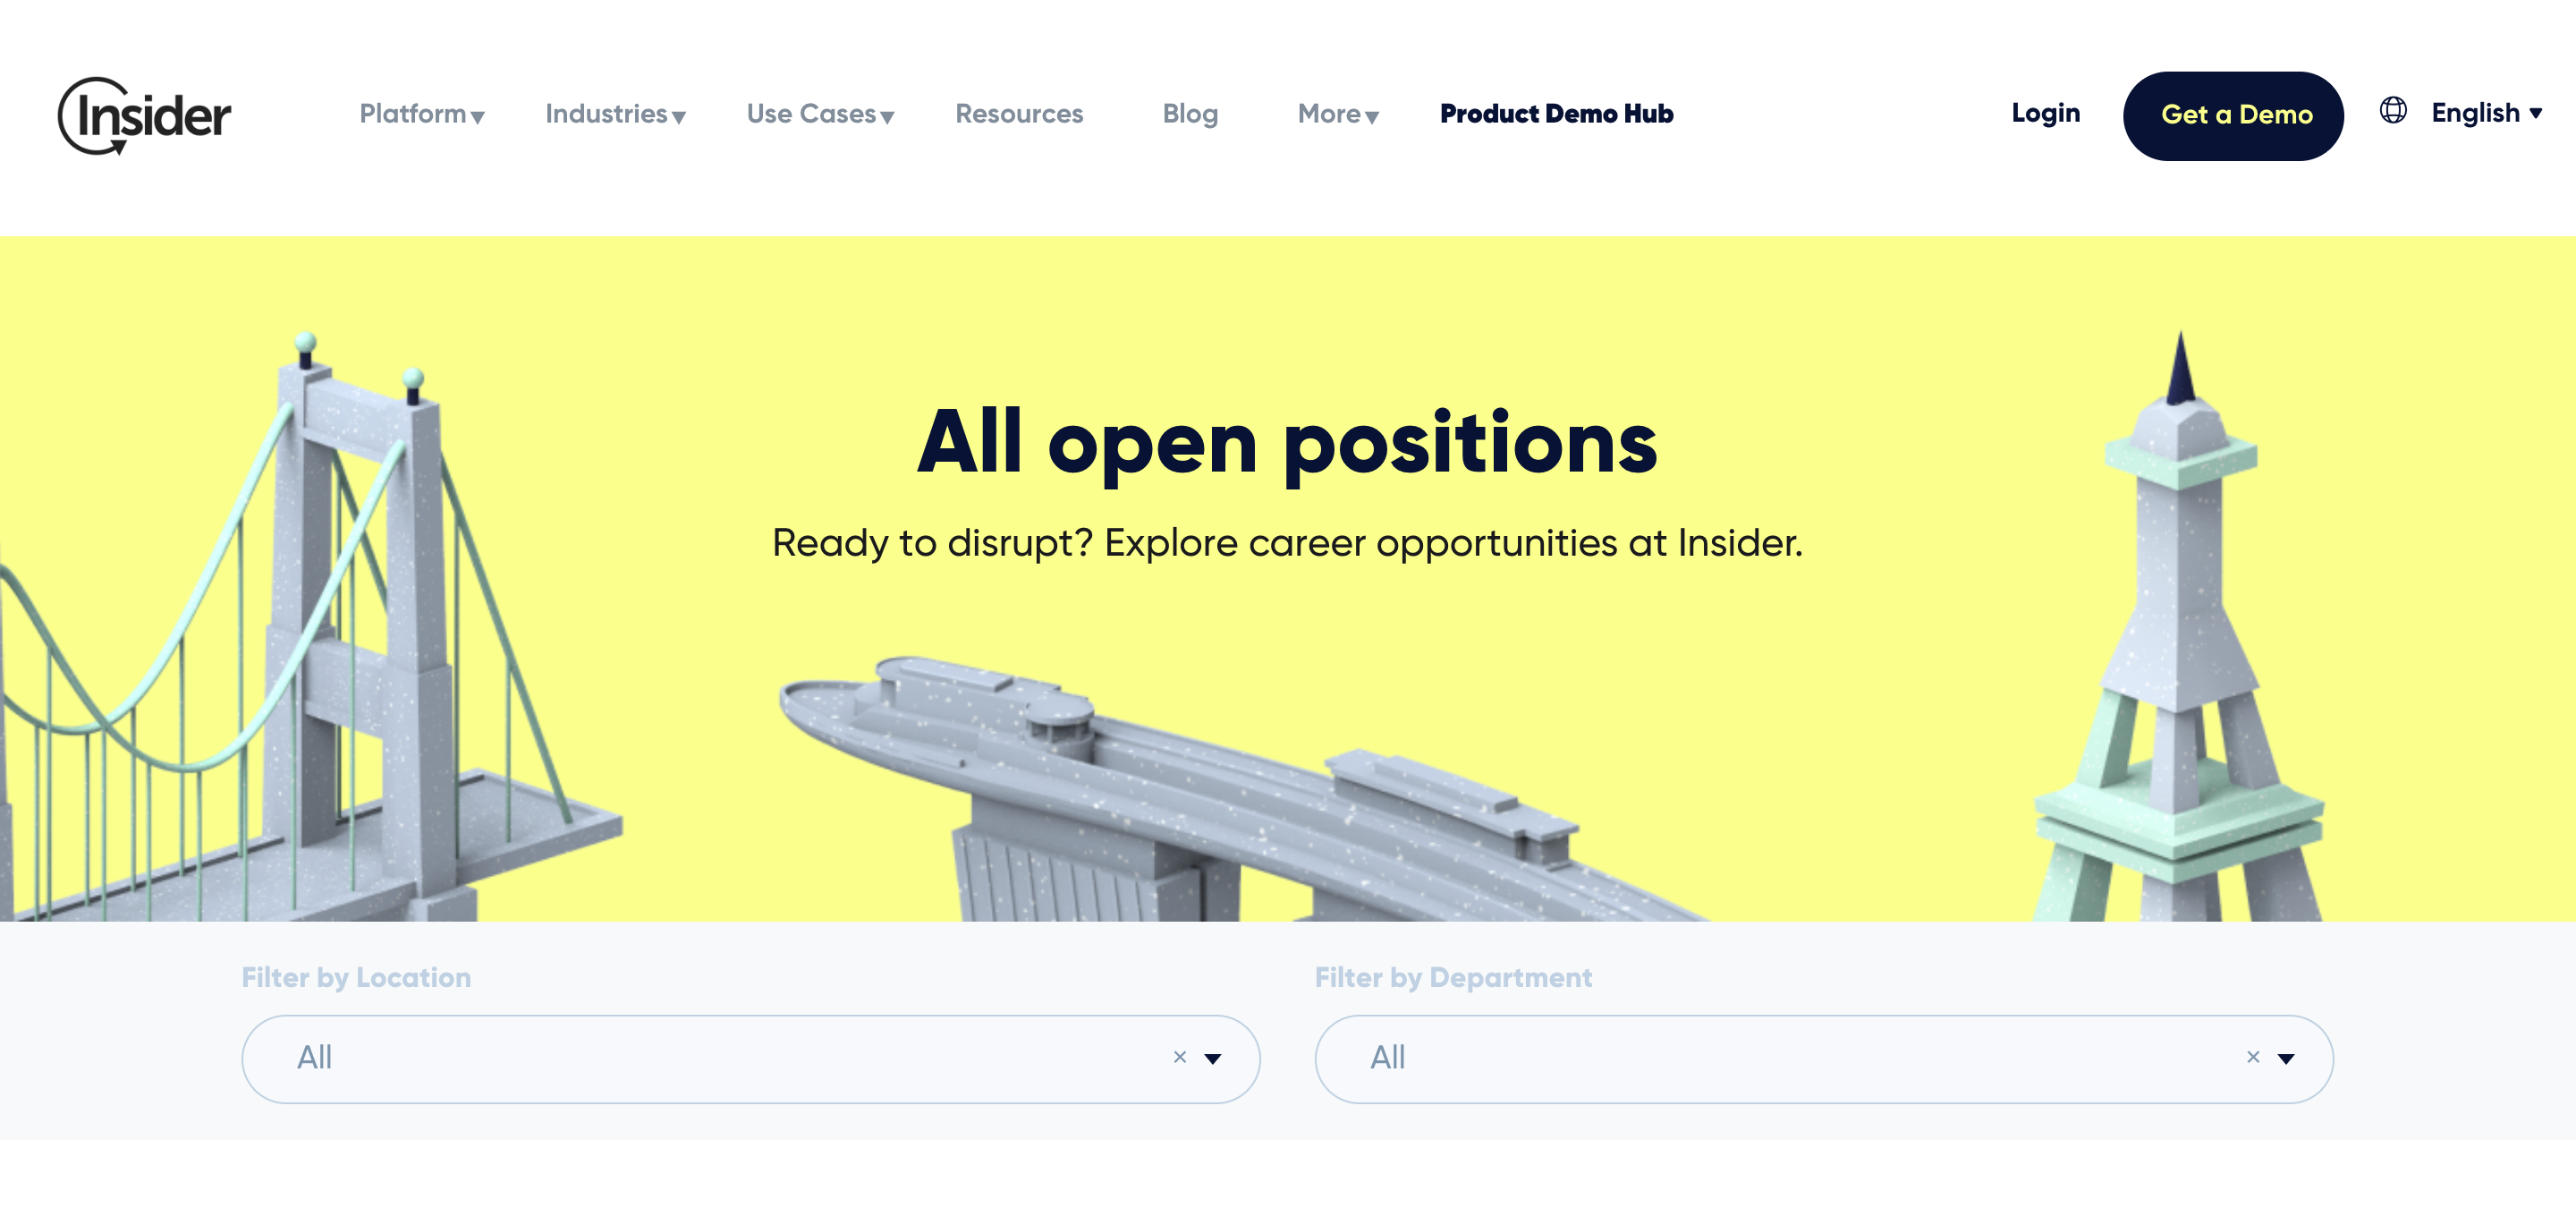 Insider
Platform Industries Use Cases Resources Blog More Product Demo Hub Login Get a Demo English
All open positions
Ready to disrupt? Explore career opportunities at Insider.
Filter by Location Filter by Department
All × All ×